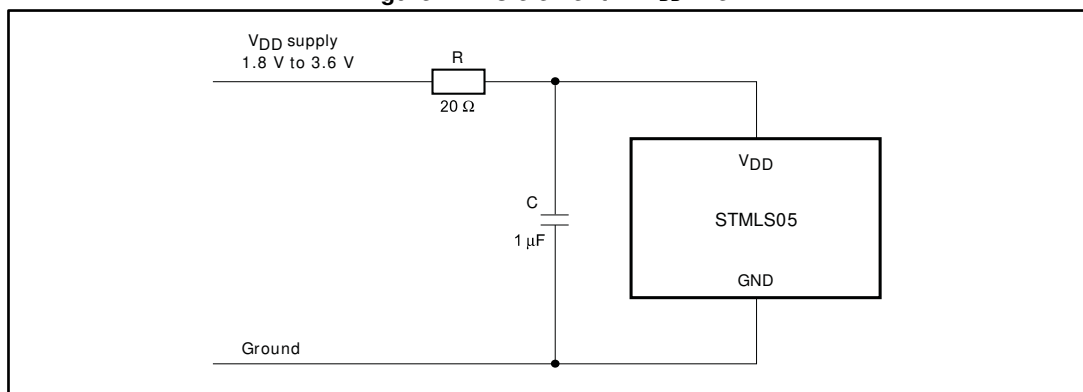 VDD supply
1.8 V to 3.6 V
R
20 Ω
VDD
C
STMLS05
1 µF
GND
Ground